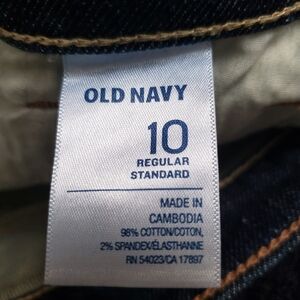 OLD NAVY
10
REGULAR
STANDARD
MADE IN
CAMBODIA
98% COTTON/COTON,
2% SPANDEX/ÉLASTHANNE
RN 54023/CA 17897